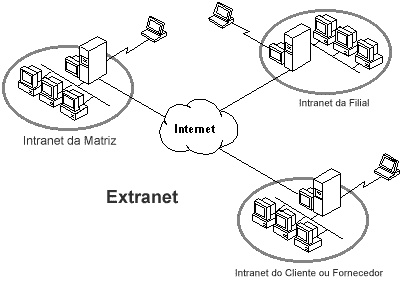 Intranet da Filial
Internet
Intranet da Matriz
Extranet
Intranet do Cliente ou Fornecedor